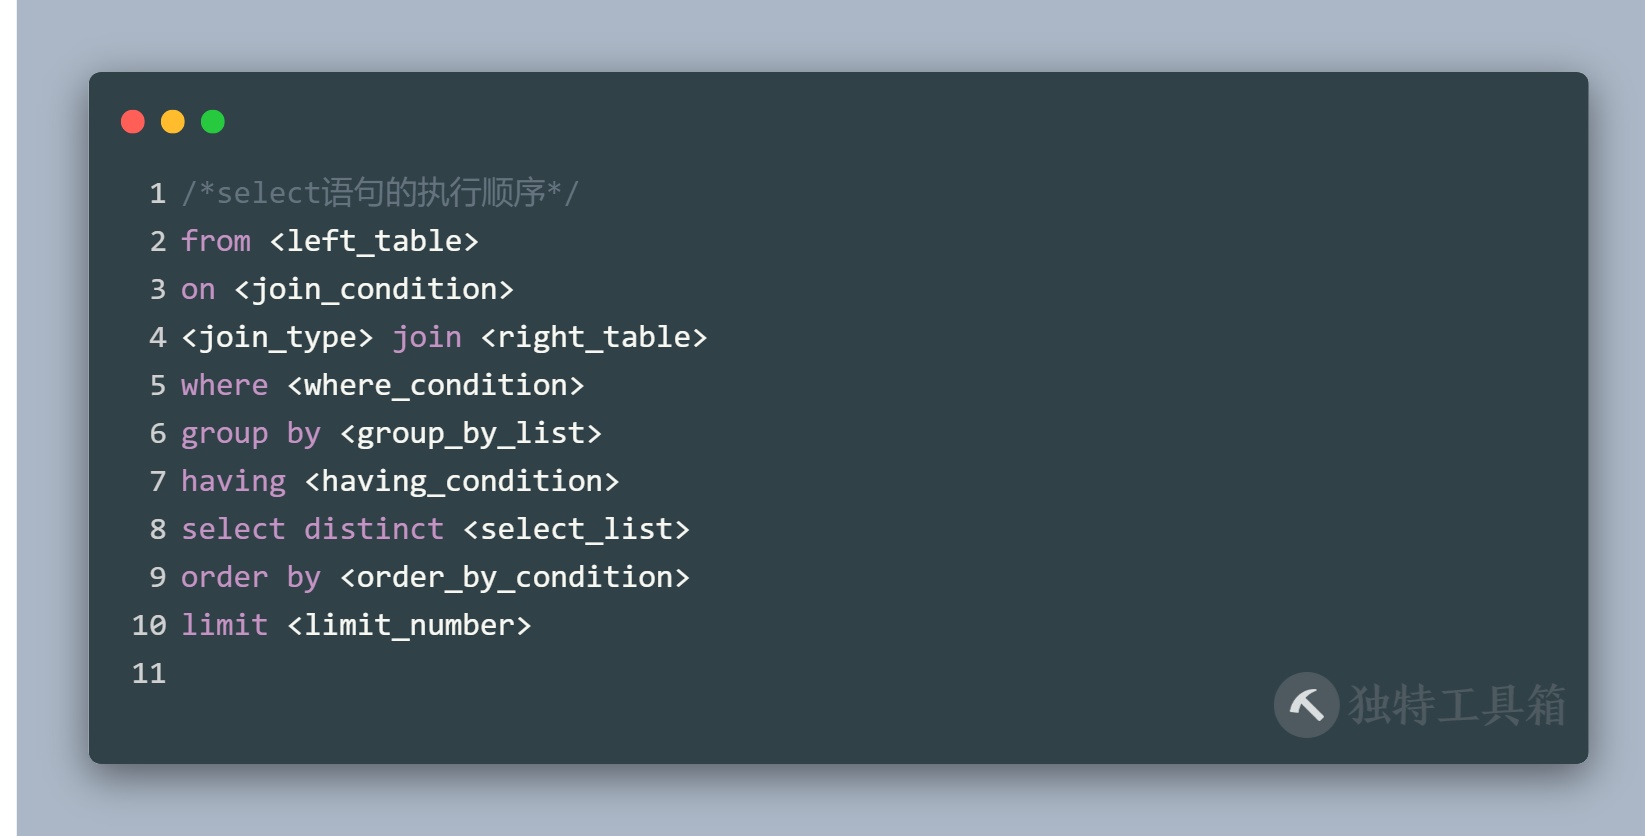 1 /*select语句的执行顺序*/
2 from <left_table>
3 on <join_condition>
4 <join_type> join <right_table>
5 where <where_condition>
6 group by <group_by_list>
7 having <having_condition>
8 select distinct <select_list>
9 order by <order_by_condition>
10 limit <limit_number>
11
独特工具箱